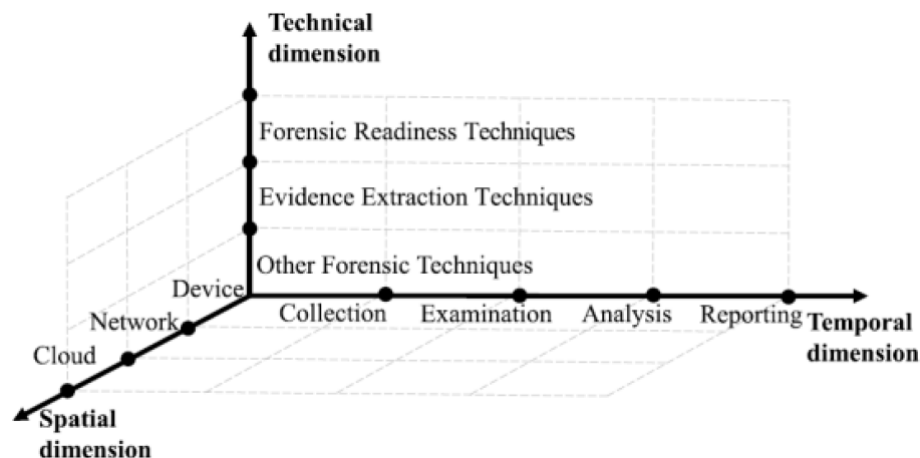 Technical
dimension
Forensic Readiness Techniques
Evidence Extraction Techniques
Other Forensic Techniques
Device
Network
Cloud
Collection
Examination
Analysis
Reporting
Temporal
dimension
Spatial
dimension